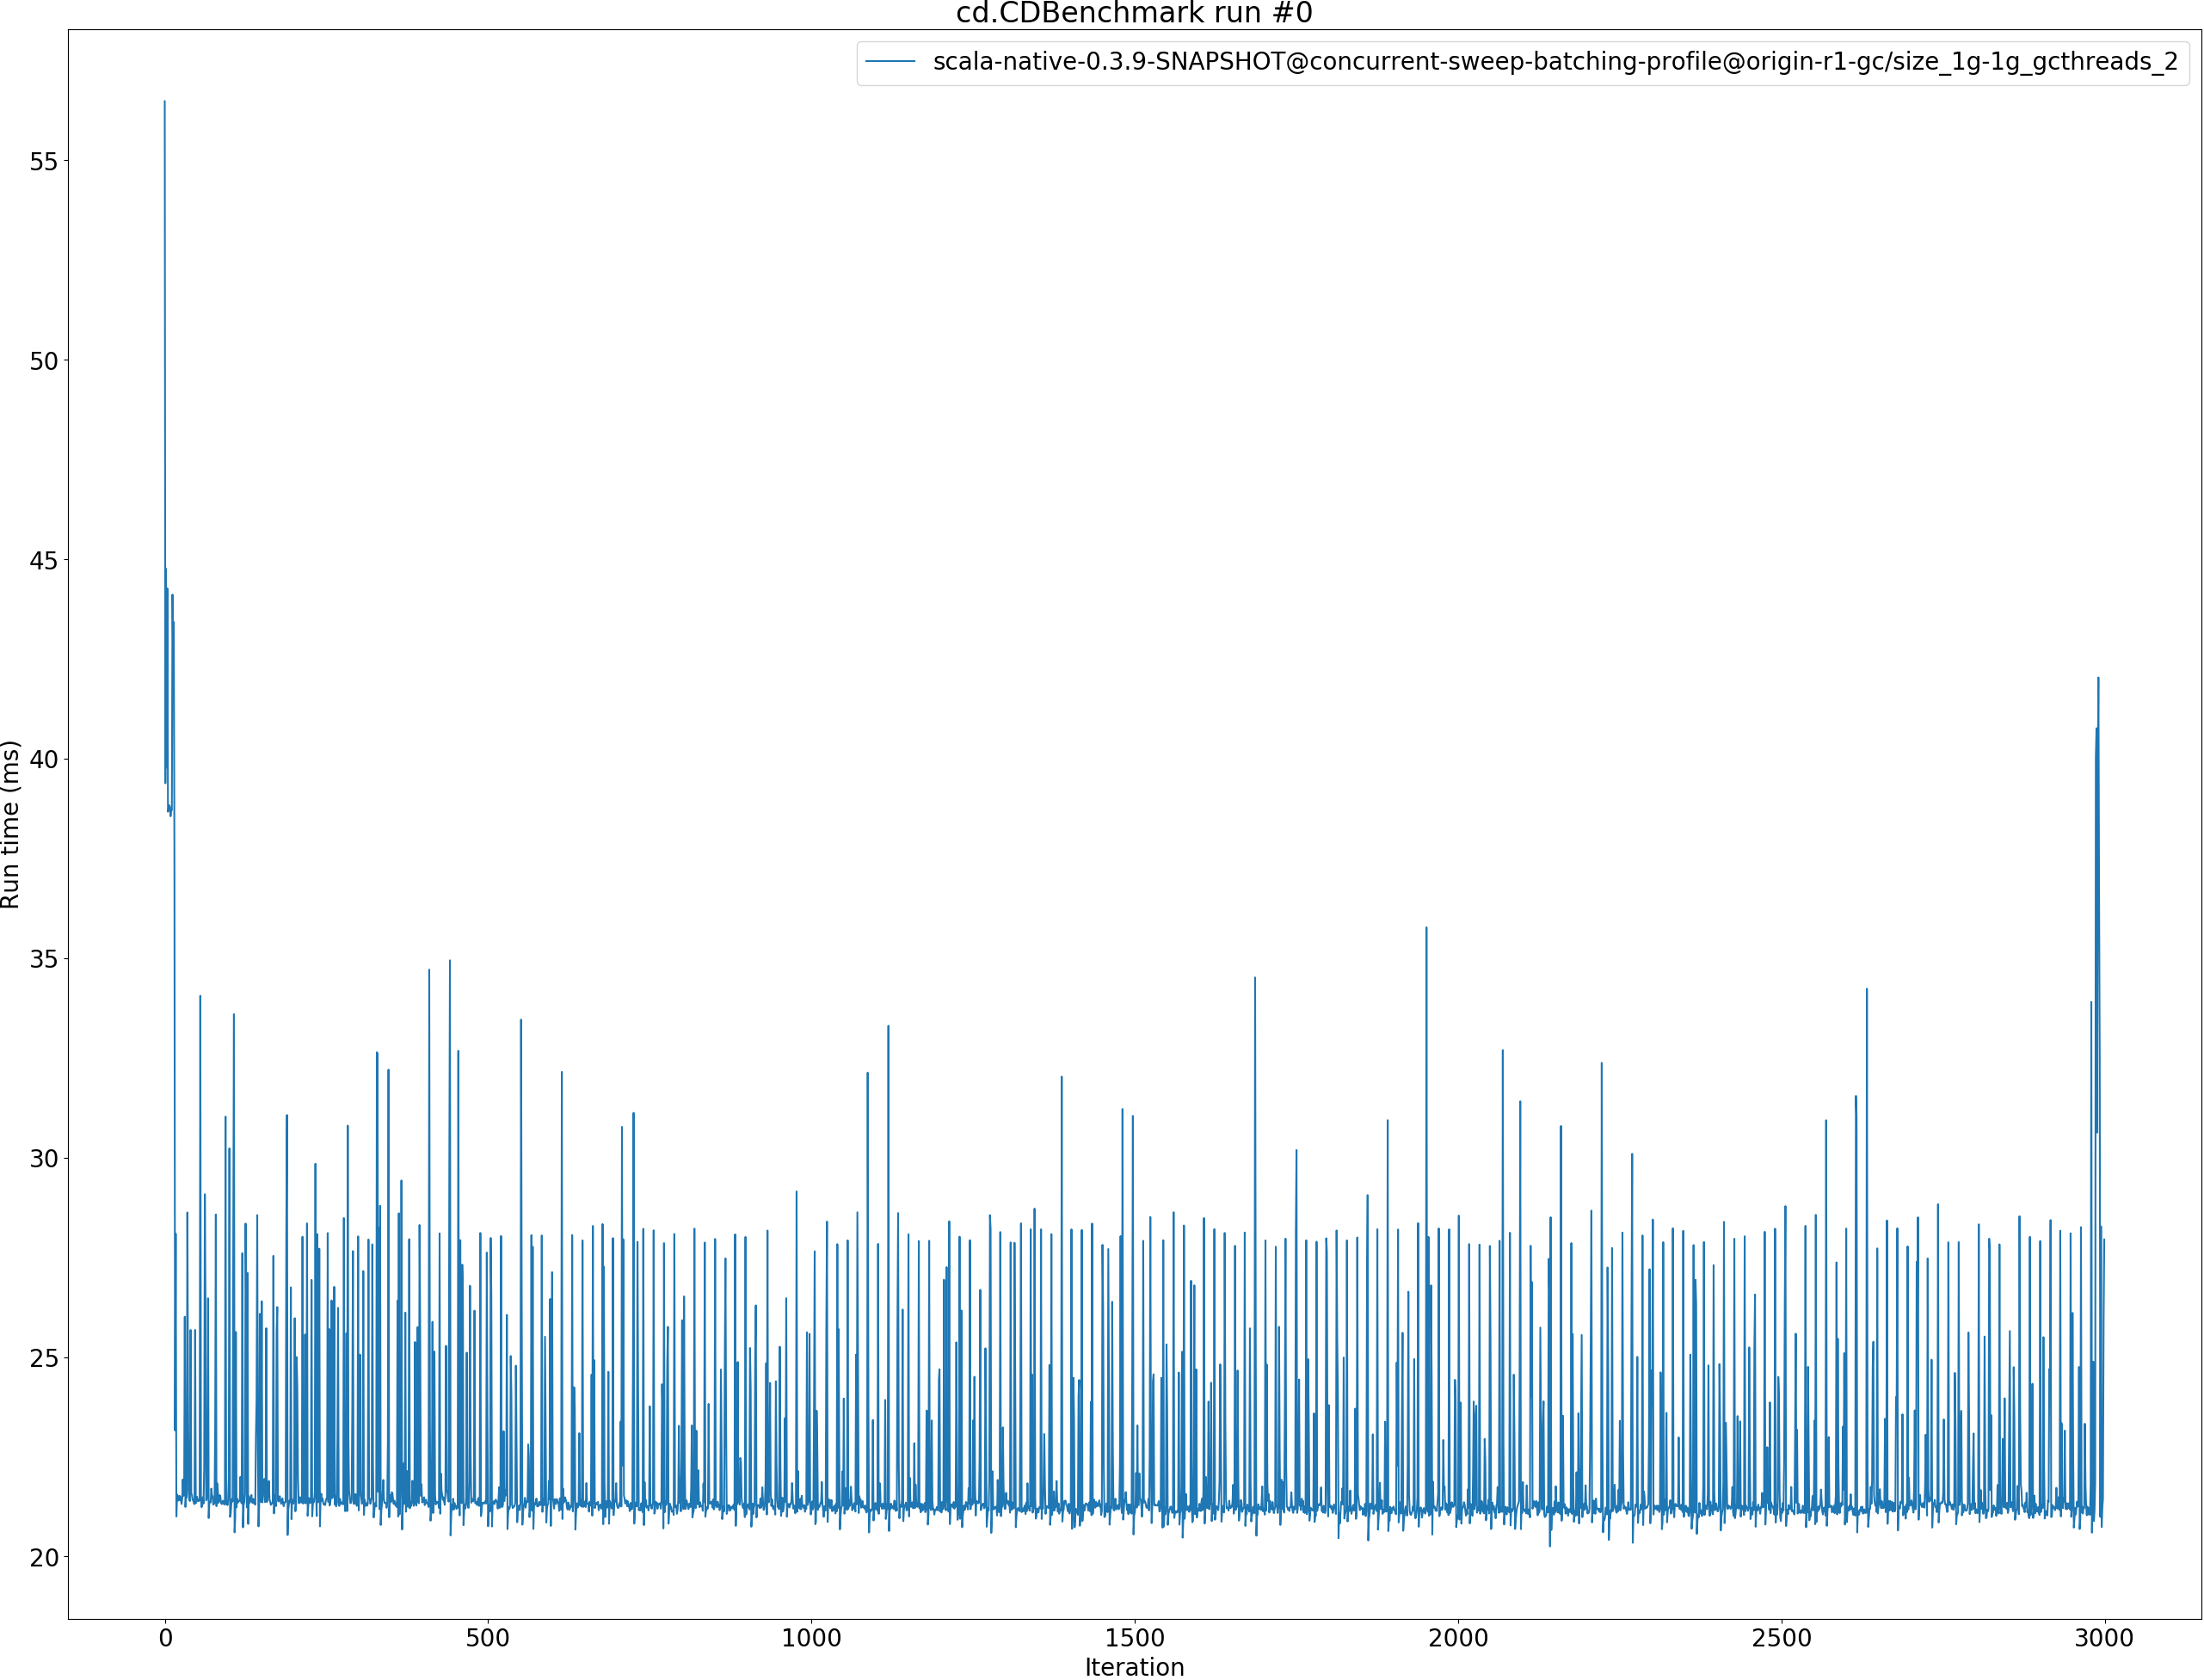 cd.CDBenchmark run #0
scala-native-0.3.9-SNAPSHOT@concurrent-sweep-batching-profile@origin-r1-gc/size_1g-1g_gcthreads_2
55
50
45
40
35
30
25
20
Run time (ms)
0 500 1000 1500 2000 2500 3000
Iteration